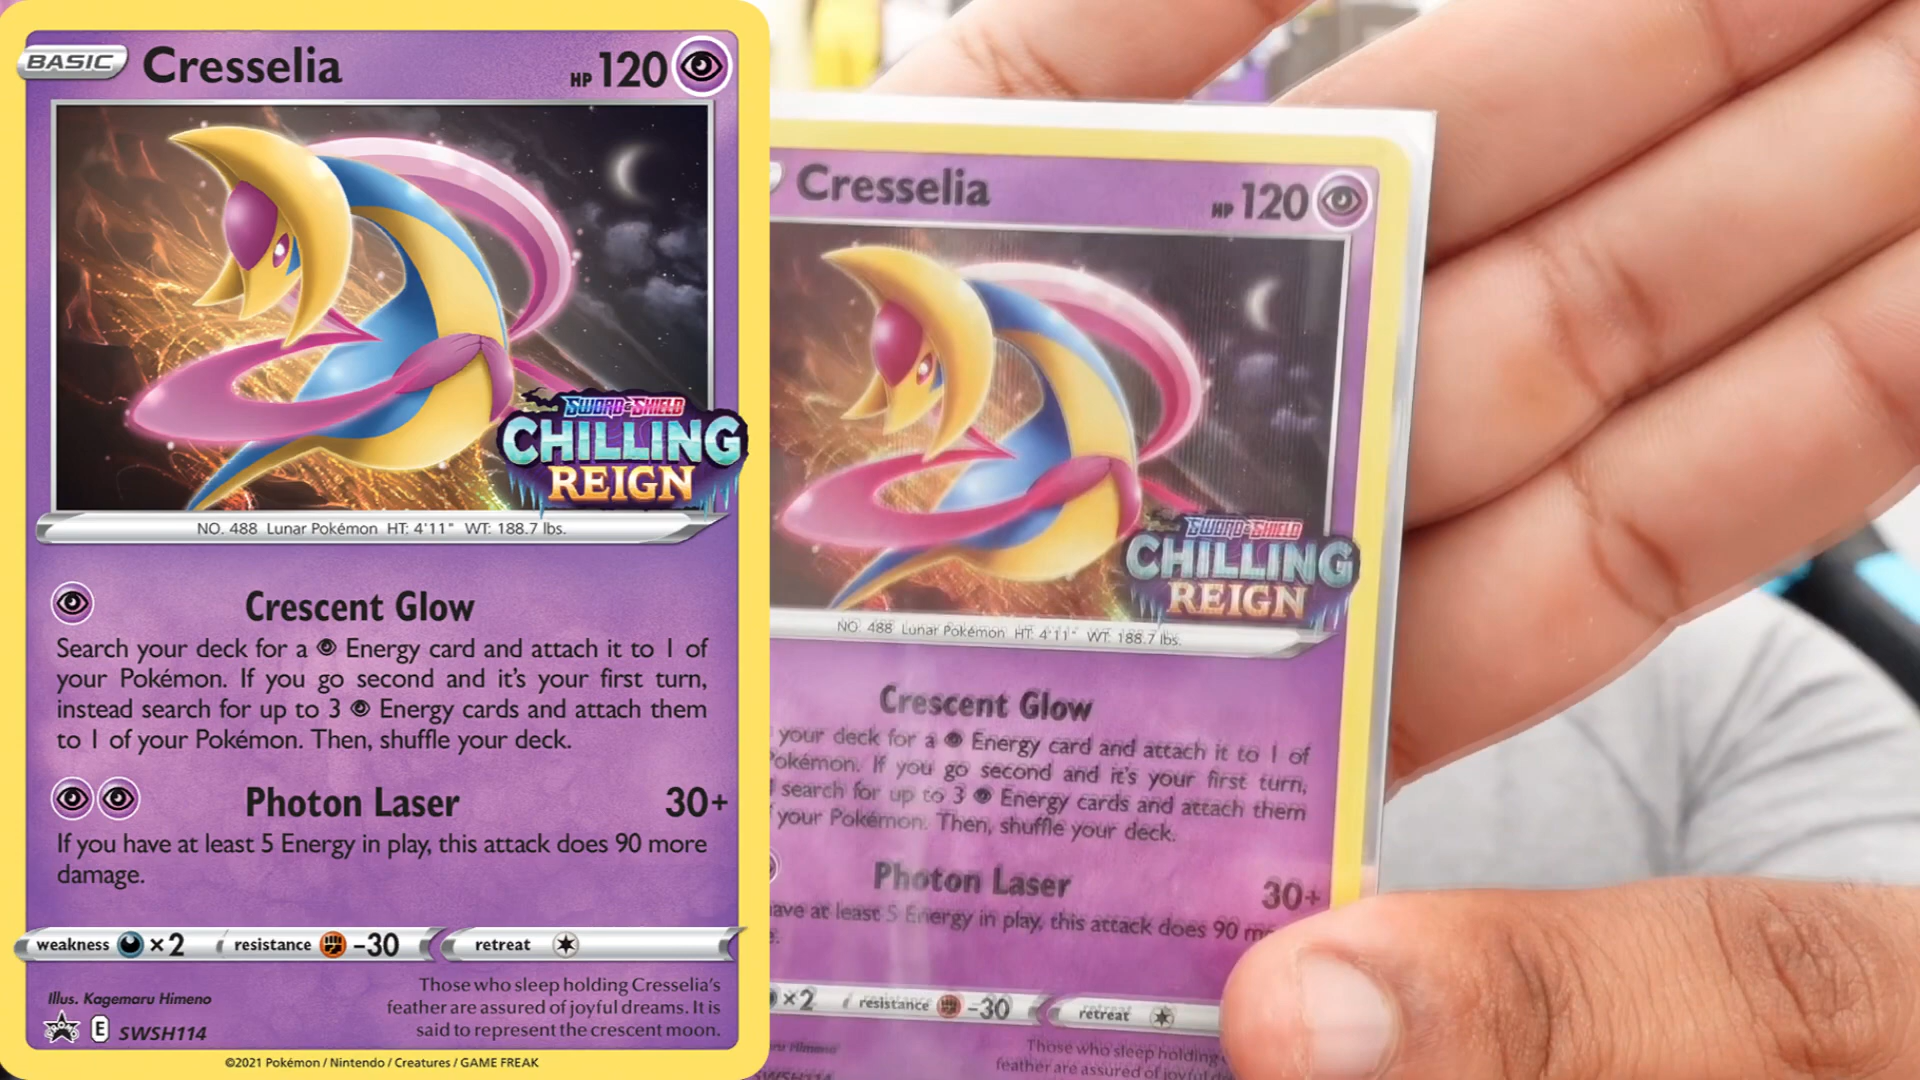 BASIC Cresselia HP 120
SWORD & SHIELD
CHILLING
REIGN
NO. 488 Lunar Pokémon HT: 4'11" WT: 188.7 lbs.
Crescent Glow
Search your deck for a Energy card and attach it to 1 of
your Pokémon. If you go second and it's your first turn,
instead search for up to 3 Energy cards and attach them
to 1 of your Pokémon. Then, shuffle your deck.
Photon Laser 30+
If you have at least 5 Energy in play, this attack does 90 more
damage.
weakness ×2 resistance -30 retreat
Illus. Kagemaru Himeno
Those who sleep holding Cresselia's
feather are assured of joyful dreams. It is
said to represent the crescent moon.
E SWSH114
©2021 Pokémon / Nintendo / Creatures / GAME FREAK
Cresselia HP 120
SWORD & SHIELD
CHILLING
REIGN
NO. 488 Lunar Pokémon HT: 4'11" WT: 188.7 lbs.
Crescent Glow
your deck for a Energy card and attach it to 1 of
Pokémon. If you go second and it's your first turn,
search for up to 3 Energy cards and attach them
your Pokémon. Then, shuffle your deck.
Photon Laser 30+
have at least 5 Energy in play, this attack does 90
×2 resistance -30 retreat
Himeno
Those who sleep holding
feather are assured of joyful
SWSH114